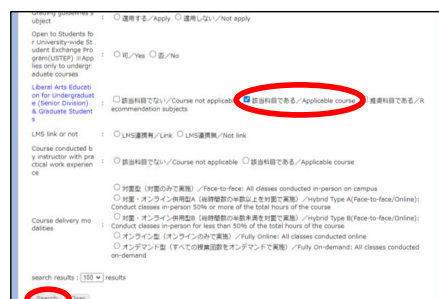 Grading guidelines s
ubject : ○適用する／Apply ○適用しない／Not apply
Open to Students fo
r University-wide St
udent Exchange Pro
gram(USTEP) ※App
lies only to undergr
aduate courses : ○可／Yes ○否／No
Liberal Arts Educati
on for Undergraduat
e (Senior Division)
& Graduate Student
s : □該当科目でない／Course not applicable ☑該当科目である／Applicable course □推奨科目である／R
ecommendation subjects
LMS link or not : ○LMS連携有／Link ○LMS連携無／Not link
Course conducted b
y instructor with pra
ctical work experien
ce : ○該当科目でない／Course not applicable ○該当科目である／Applicable course
Course delivery mo
dalities : ○対面型（対面のみで実施）／Face-to-face: All classes conducted in-person on campus
○対面・オンライン併用型A（総時間数の半数以上を対面で実施）／Hybrid Type A(Face-to-face/Online):
Conduct classes in-person 50% or more of the total hours of the course
○対面・オンライン併用型B（総時間数の半数未満を対面で実施）／Hybrid Type B(Face-to-face/Online):
Conduct classes in-person for less than 50% of the total hours of the course
○オンライン型（オンラインのみで実施）／Fully Online: All classes conducted online
○オンデマンド型（すべての授業回数をオンデマンドで実施）／Fully On-demand: All classes conducted
on-demand
search results : 100 results
Search Clear